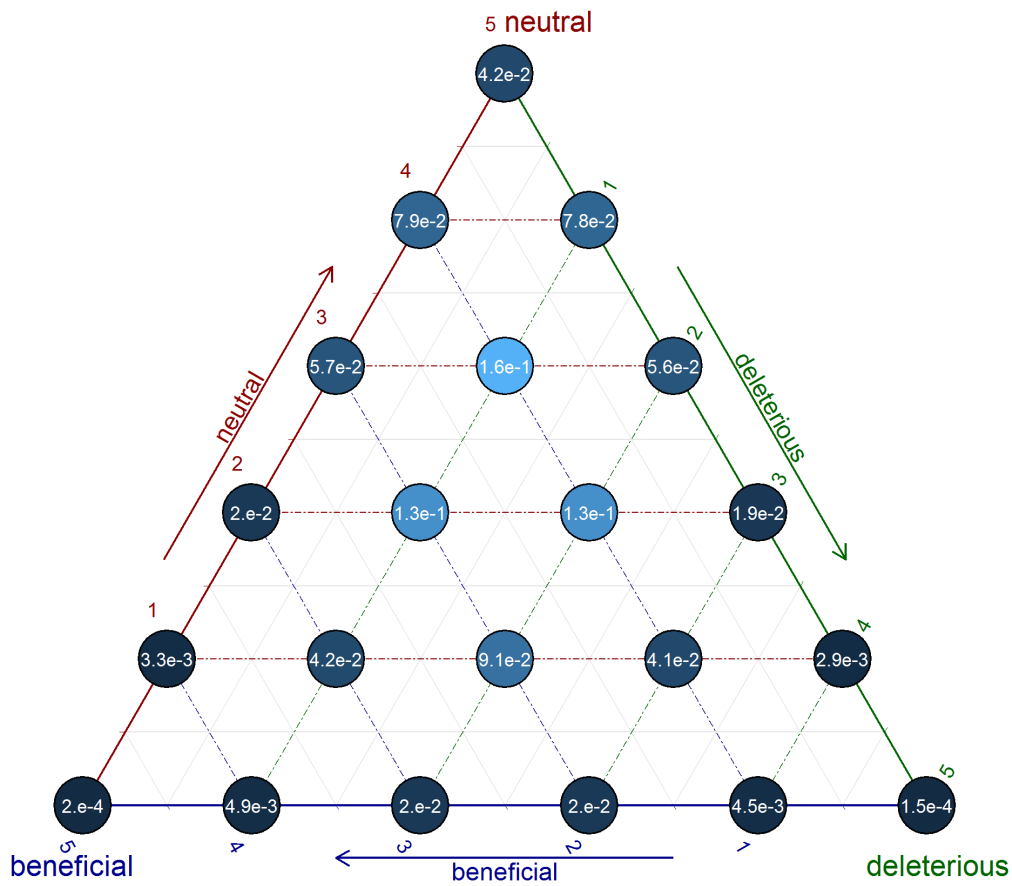 5 neutral
4.2e-2
4
1
7.9e-2
7.8e-2
3
2
5.7e-2
1.6e-1
5.6e-2
neutral
deleterious
2
3
2.e-2
1.3e-1
1.3e-1
1.9e-2
1
4
3.3e-3
4.2e-2
9.1e-2
4.1e-2
2.9e-3
5
2.e-4
4.9e-3
2.e-2
2.e-2
4.5e-3
1.5e-4
5
4
3
2
1
beneficial
beneficial
deleterious